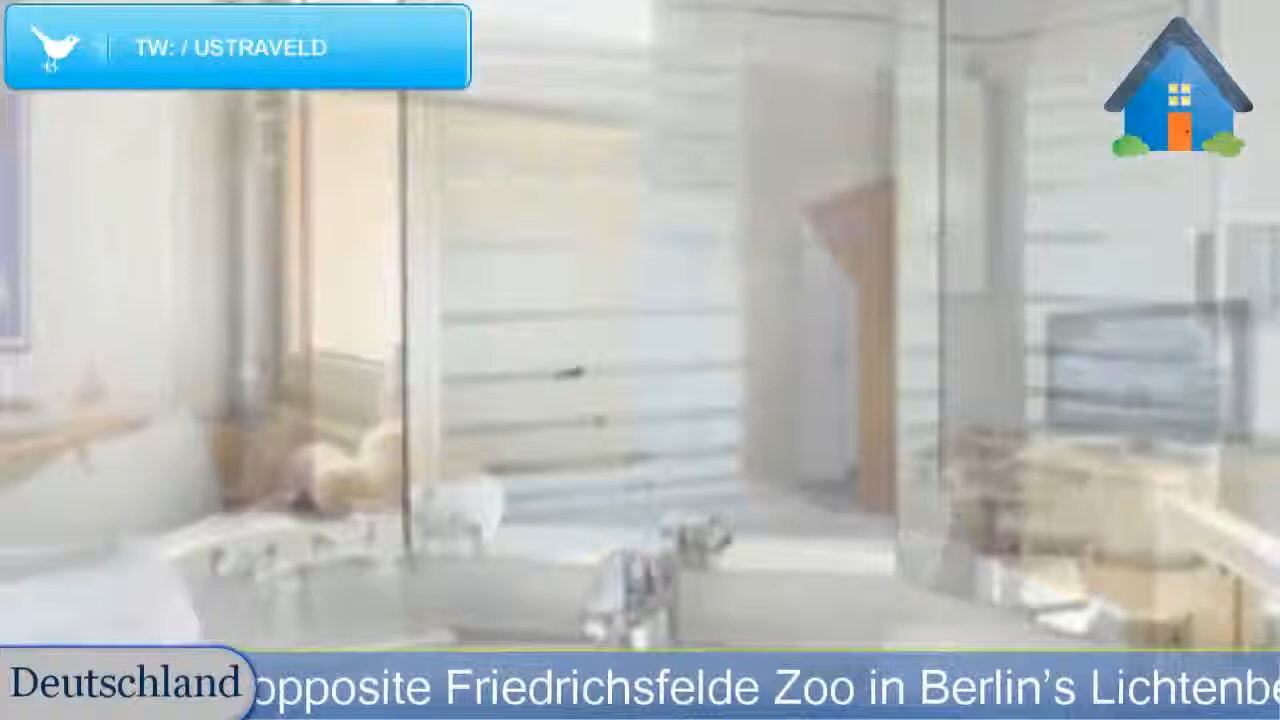 TW: / USTRAVELD
Deutschland
opposite Friedrichsfelde Zoo in Berlin’s Lichtenbe